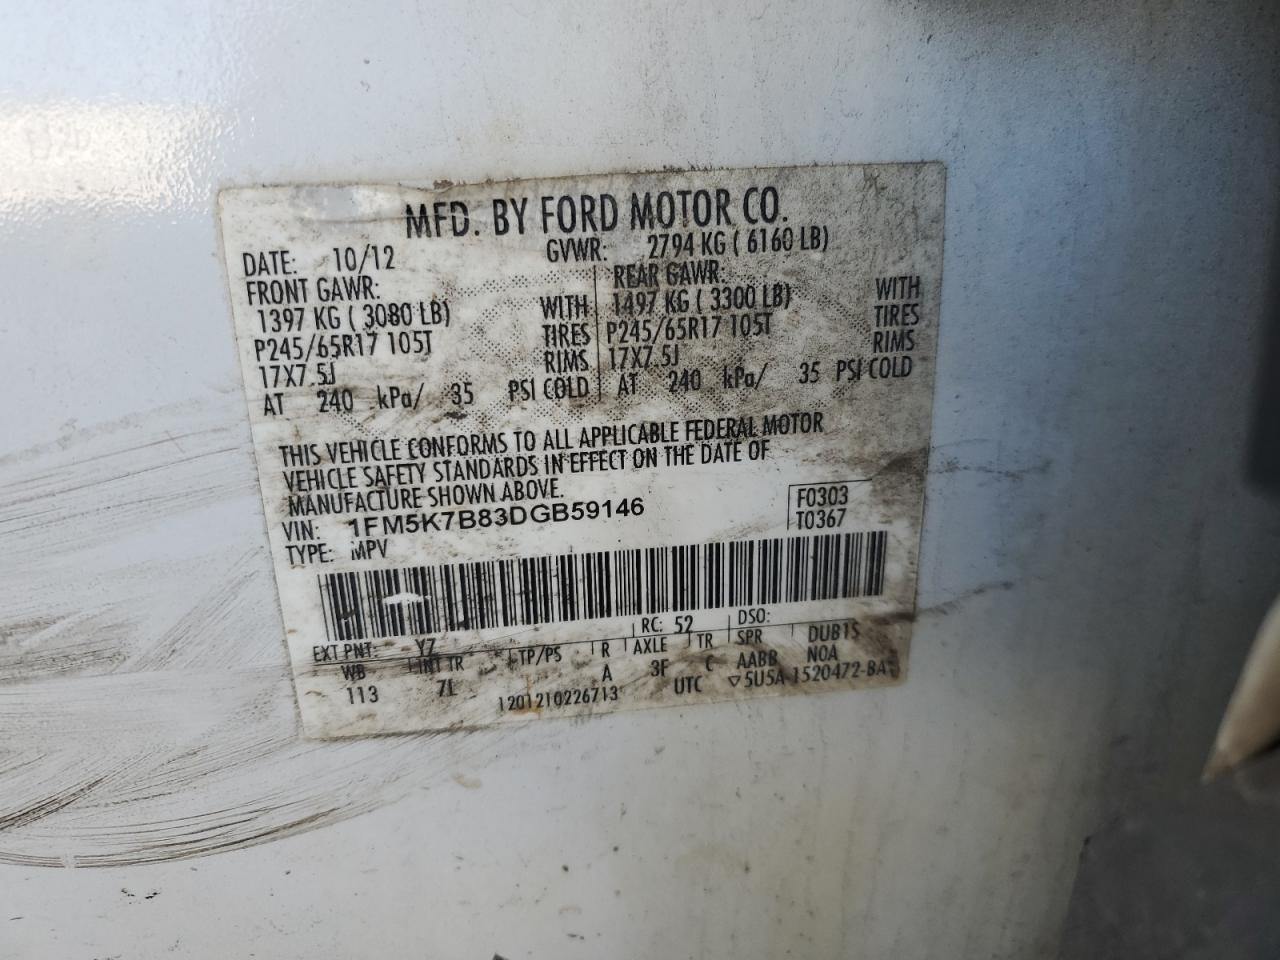 MFD. BY FORD MOTOR CO.
DATE: 10/12 GVWR: 2794 KG ( 6160 LB)
FRONT GAWR: REAR GAWR:
1397 KG ( 3080 LB) WITH 1497 KG ( 3300 LB) WITH
P245/65R17 105T TIRES P245/65R17 105T TIRES
17X7.5J RIMS 17X7.5J RIMS
AT 240 kPa/ 35 PSI COLD AT 240 kPa/ 35 PSI COLD
THIS VEHICLE CONFORMS TO ALL APPLICABLE FEDERAL MOTOR
VEHICLE SAFETY STANDARDS IN EFFECT ON THE DATE OF
MANUFACTURE SHOWN ABOVE.
VIN: 1FM5K7B83DGB59146 F0303
TYPE: MPV T0367
EXT PNT: YZ RC: 52 DSO:
WB INT TR TP/PS R AXLE TR SPR DUB1S
113 7L A 3F C AABB NOA
1201210226713 UTC ▽5U5A-1520472-BA